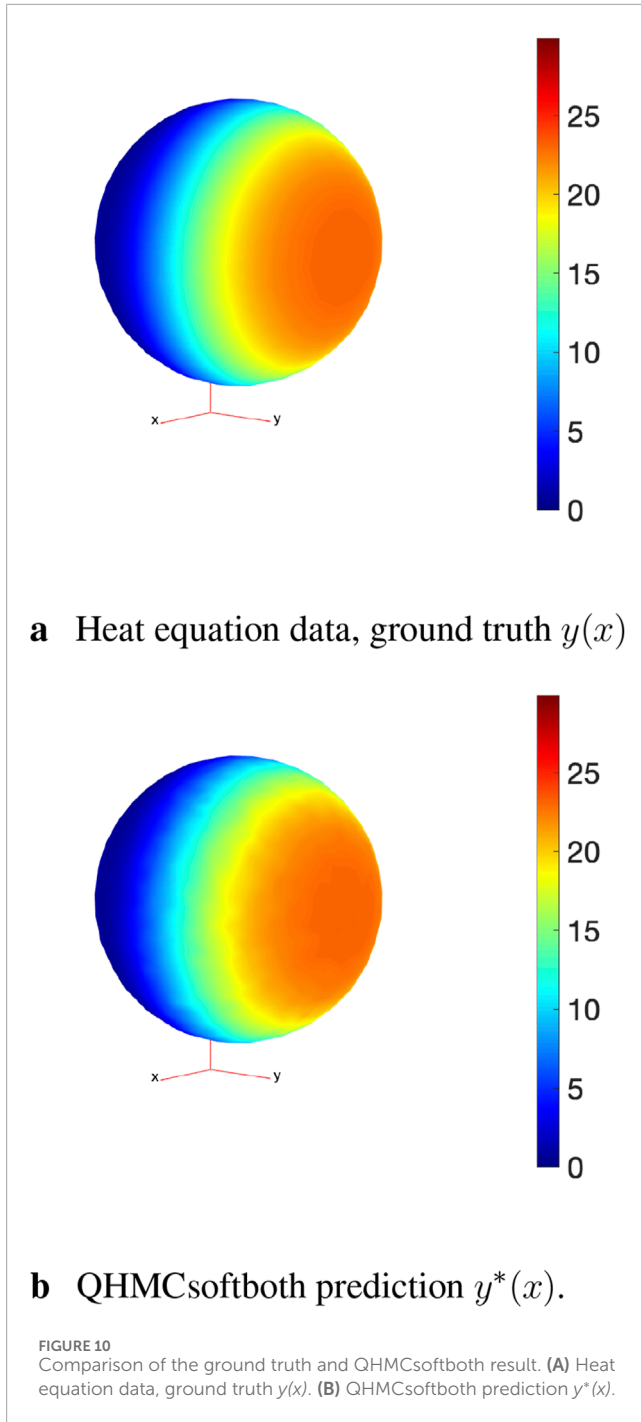 25
20
15
10
5
0
x
y
a Heat equation data, ground truth y(x)
25
20
15
10
5
0
x
y
b QHMCsoftboth prediction y*(x).
FIGURE 10
Comparison of the ground truth and QHMCsoftboth result. (A) Heat
equation data, ground truth y(x). (B) QHMCsoftboth prediction y*(x).